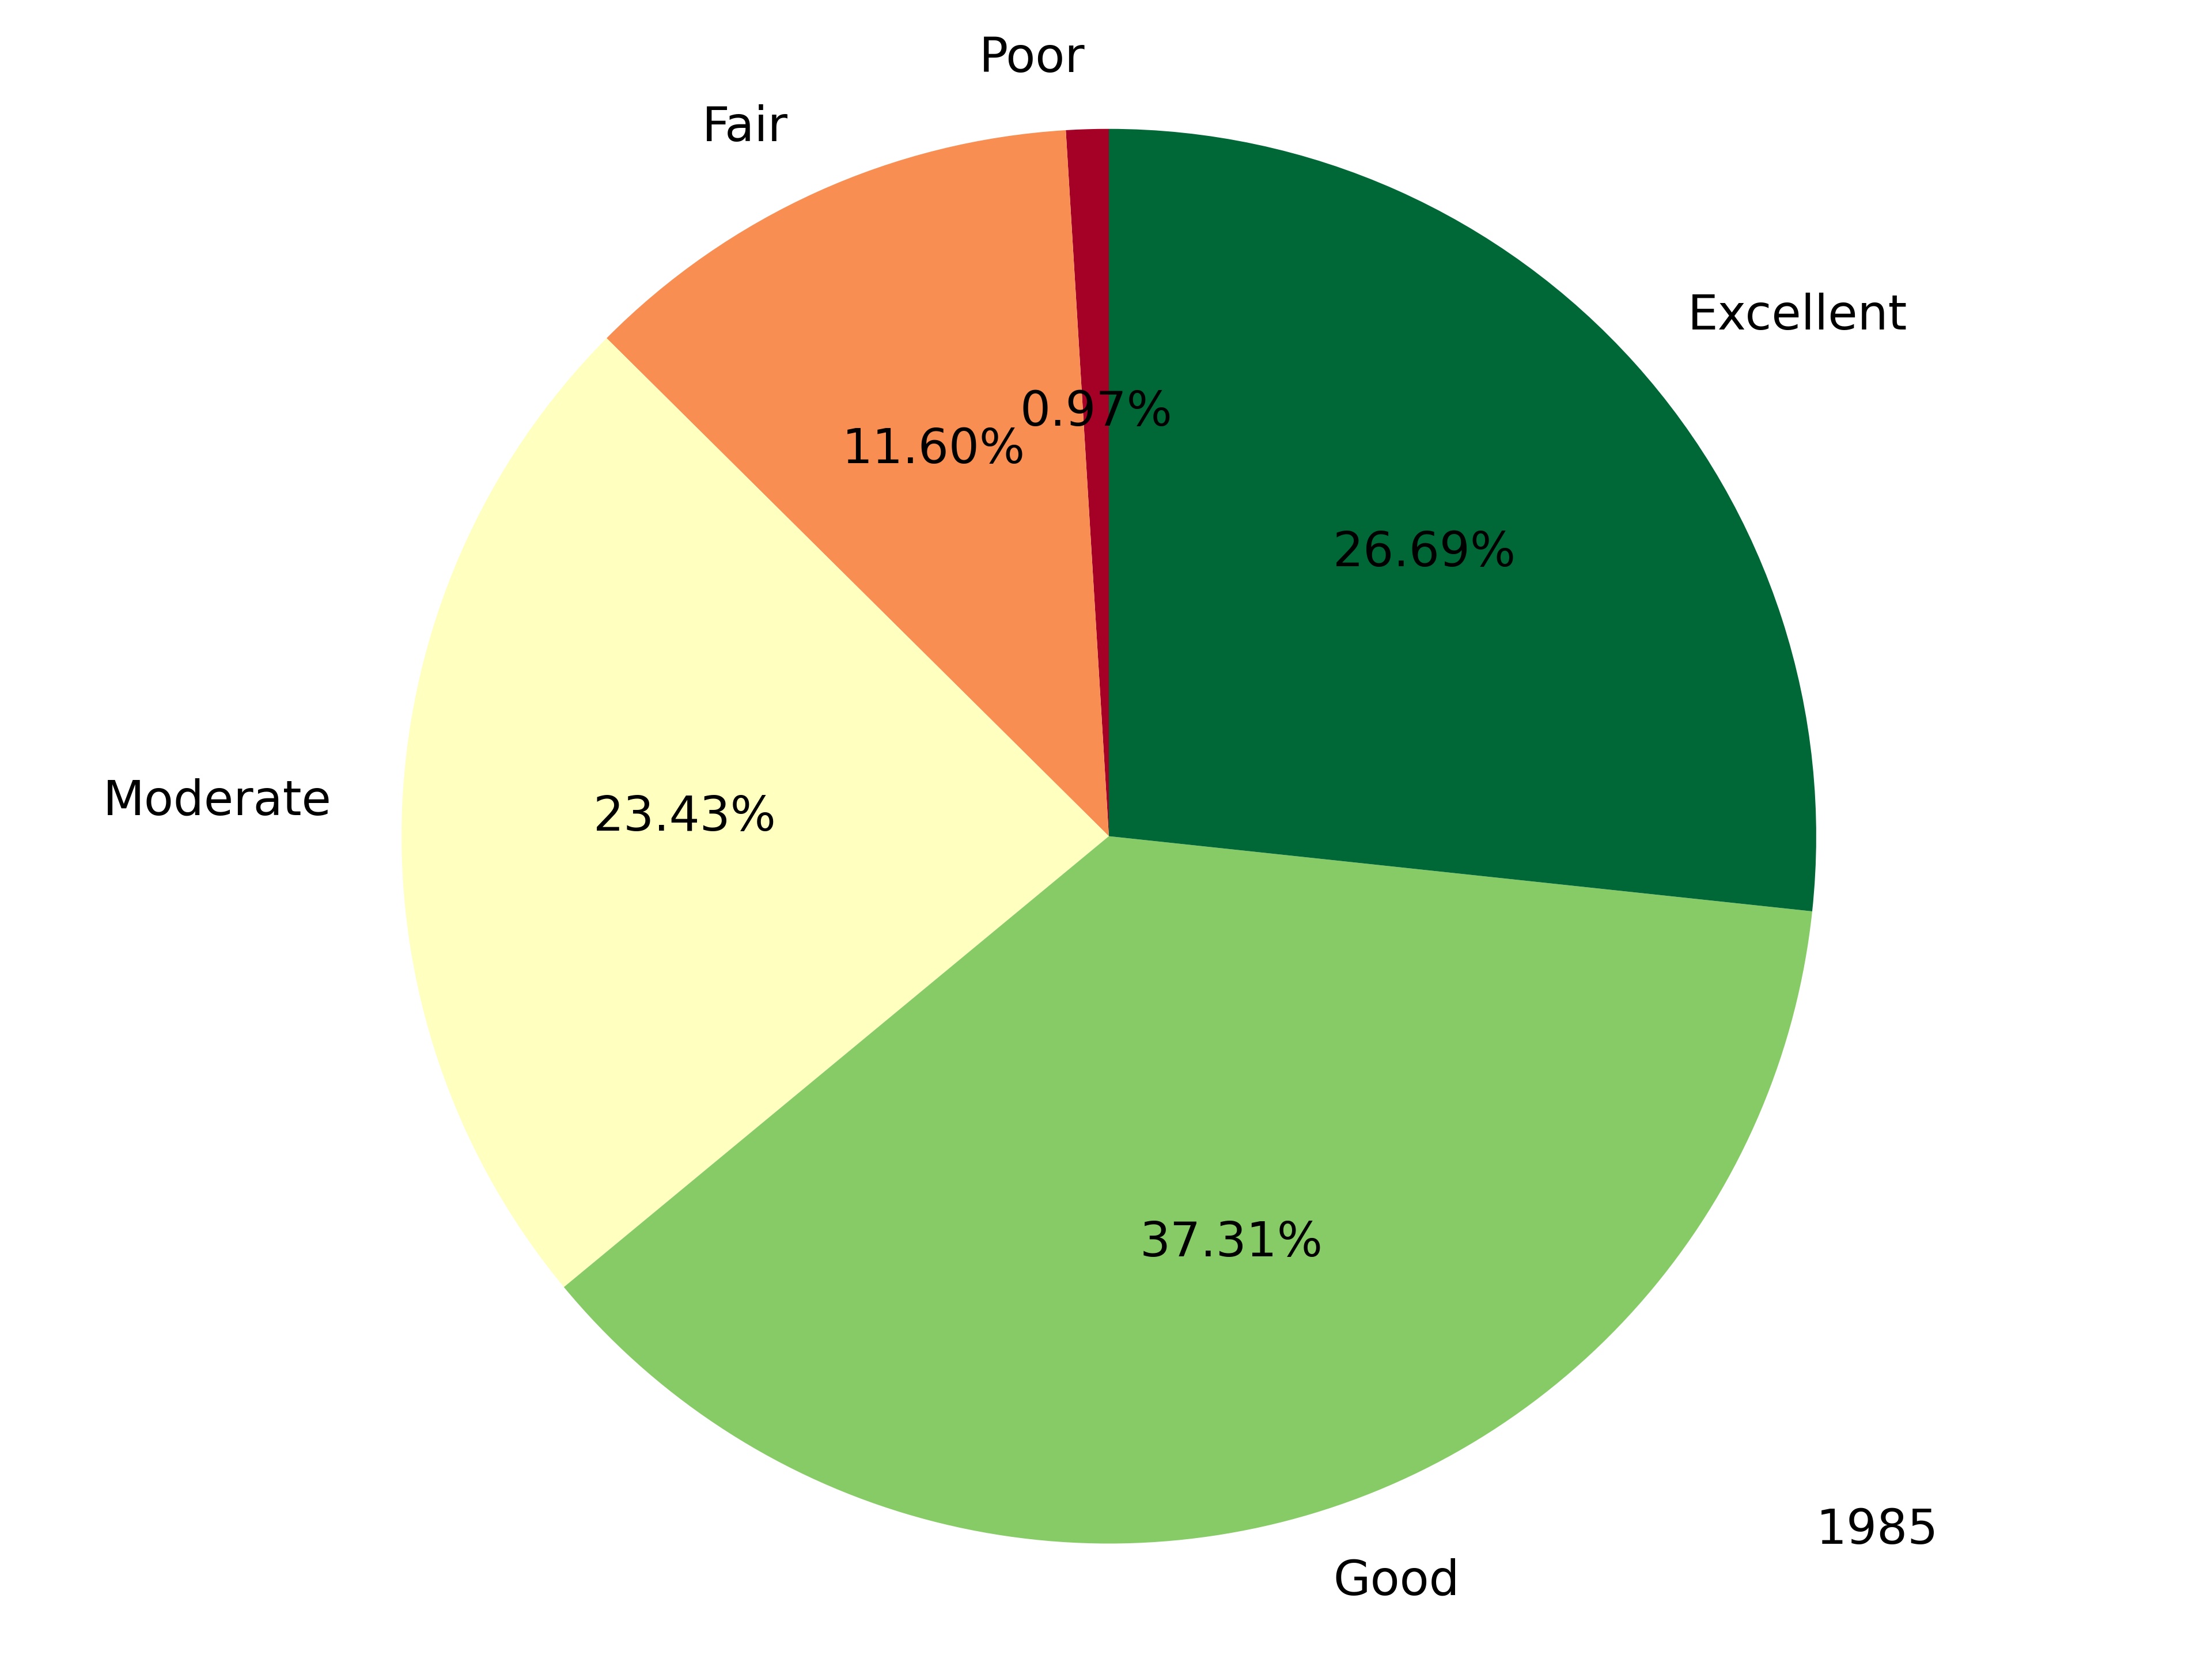 Poor
Fair
Excellent
0.97%
11.60%
26.69%
Moderate
23.43%
37.31%
1985
Good